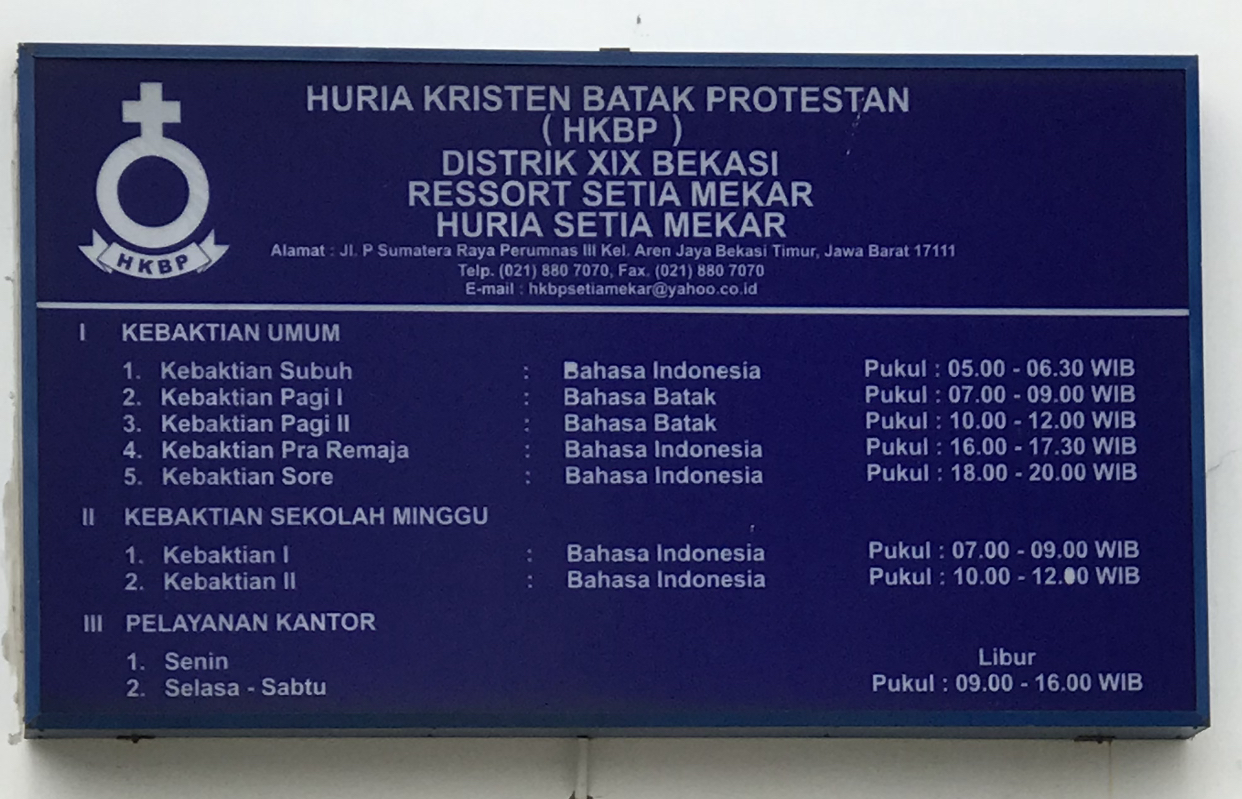 HURIA KRISTEN BATAK PROTESTAN
( HKBP )
DISTRIK XIX BEKASI
RESSORT SETIA MEKAR
HURIA SETIA MEKAR
Alamat : Jl. P Sumatera Raya Perumnas III Kel. Aren Jaya Bekasi Timur, Jawa Barat 17111
Telp. (021) 880 7070, Fax. (021) 880 7070
E-mail : hkbpsetiamekar@yahoo.co.id
HKBP
I KEBAKTIAN UMUM
1. Kebaktian Subuh : Bahasa Indonesia Pukul : 05.00 - 06.30 WIB
2. Kebaktian Pagi I : Bahasa Batak Pukul : 07.00 - 09.00 WIB
3. Kebaktian Pagi II : Bahasa Batak Pukul : 10.00 - 12.00 WIB
4. Kebaktian Pra Remaja : Bahasa Indonesia Pukul : 16.00 - 17.30 WIB
5. Kebaktian Sore : Bahasa Indonesia Pukul : 18.00 - 20.00 WIB
II KEBAKTIAN SEKOLAH MINGGU
1. Kebaktian I : Bahasa Indonesia Pukul : 07.00 - 09.00 WIB
2. Kebaktian II : Bahasa Indonesia Pukul : 10.00 - 12.00 WIB
III PELAYANAN KANTOR
1. Senin Libur
2. Selasa - Sabtu Pukul : 09.00 - 16.00 WIB